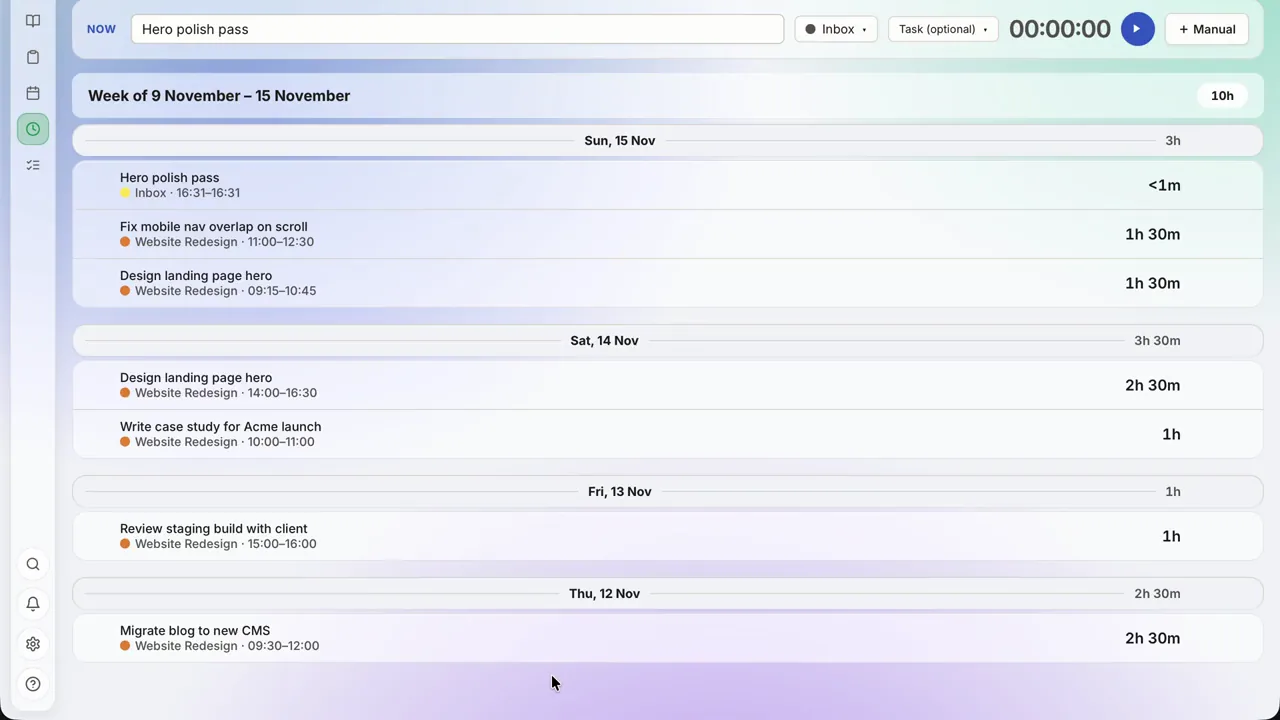 NOW
Hero polish pass
Inbox
Task (optional)
00:00:00
+ Manual
Week of 9 November – 15 November
10h
Sun, 15 Nov
3h
Hero polish pass
Inbox · 16:31–16:31
<1m
Fix mobile nav overlap on scroll
Website Redesign · 11:00–12:30
1h 30m
Design landing page hero
Website Redesign · 09:15–10:45
1h 30m
Sat, 14 Nov
3h 30m
Design landing page hero
Website Redesign · 14:00–16:30
2h 30m
Write case study for Acme launch
Website Redesign · 10:00–11:00
1h
Fri, 13 Nov
1h
Review staging build with client
Website Redesign · 15:00–16:00
1h
Thu, 12 Nov
2h 30m
Migrate blog to new CMS
Website Redesign · 09:30–12:00
2h 30m